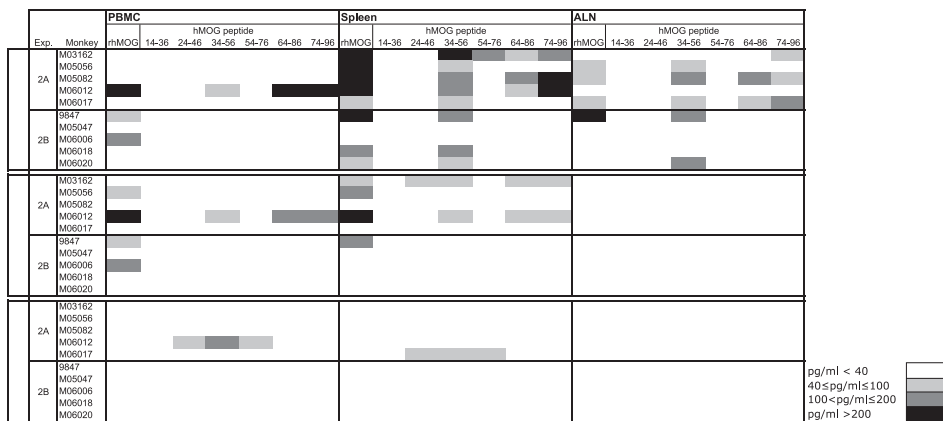 PBMC Spleen ALN
hMOG peptide hMOG peptide hMOG peptide
Exp. Monkey rhMOG 14-36 24-46 34-56 54-76 64-86 74-96 rhMOG 14-36 24-46 34-56 54-76 64-86 74-96 rhMOG 14-36 24-46 34-56 54-76 64-86 74-96
M03162
M05056
2A M05082
M06012
M06017
9847
M05047
2B M06006
M06018
M06020
M03162
M05056
2A M05082
M06012
M06017
9847
M05047
2B M06006
M06018
M06020
M03162
M05056
2A M05082
M06012
M06017
9847
M05047
2B M06006
M06018
M06020
pg/ml < 40
40≤pg/ml≤100
100<pg/ml≤200
pg/ml >200